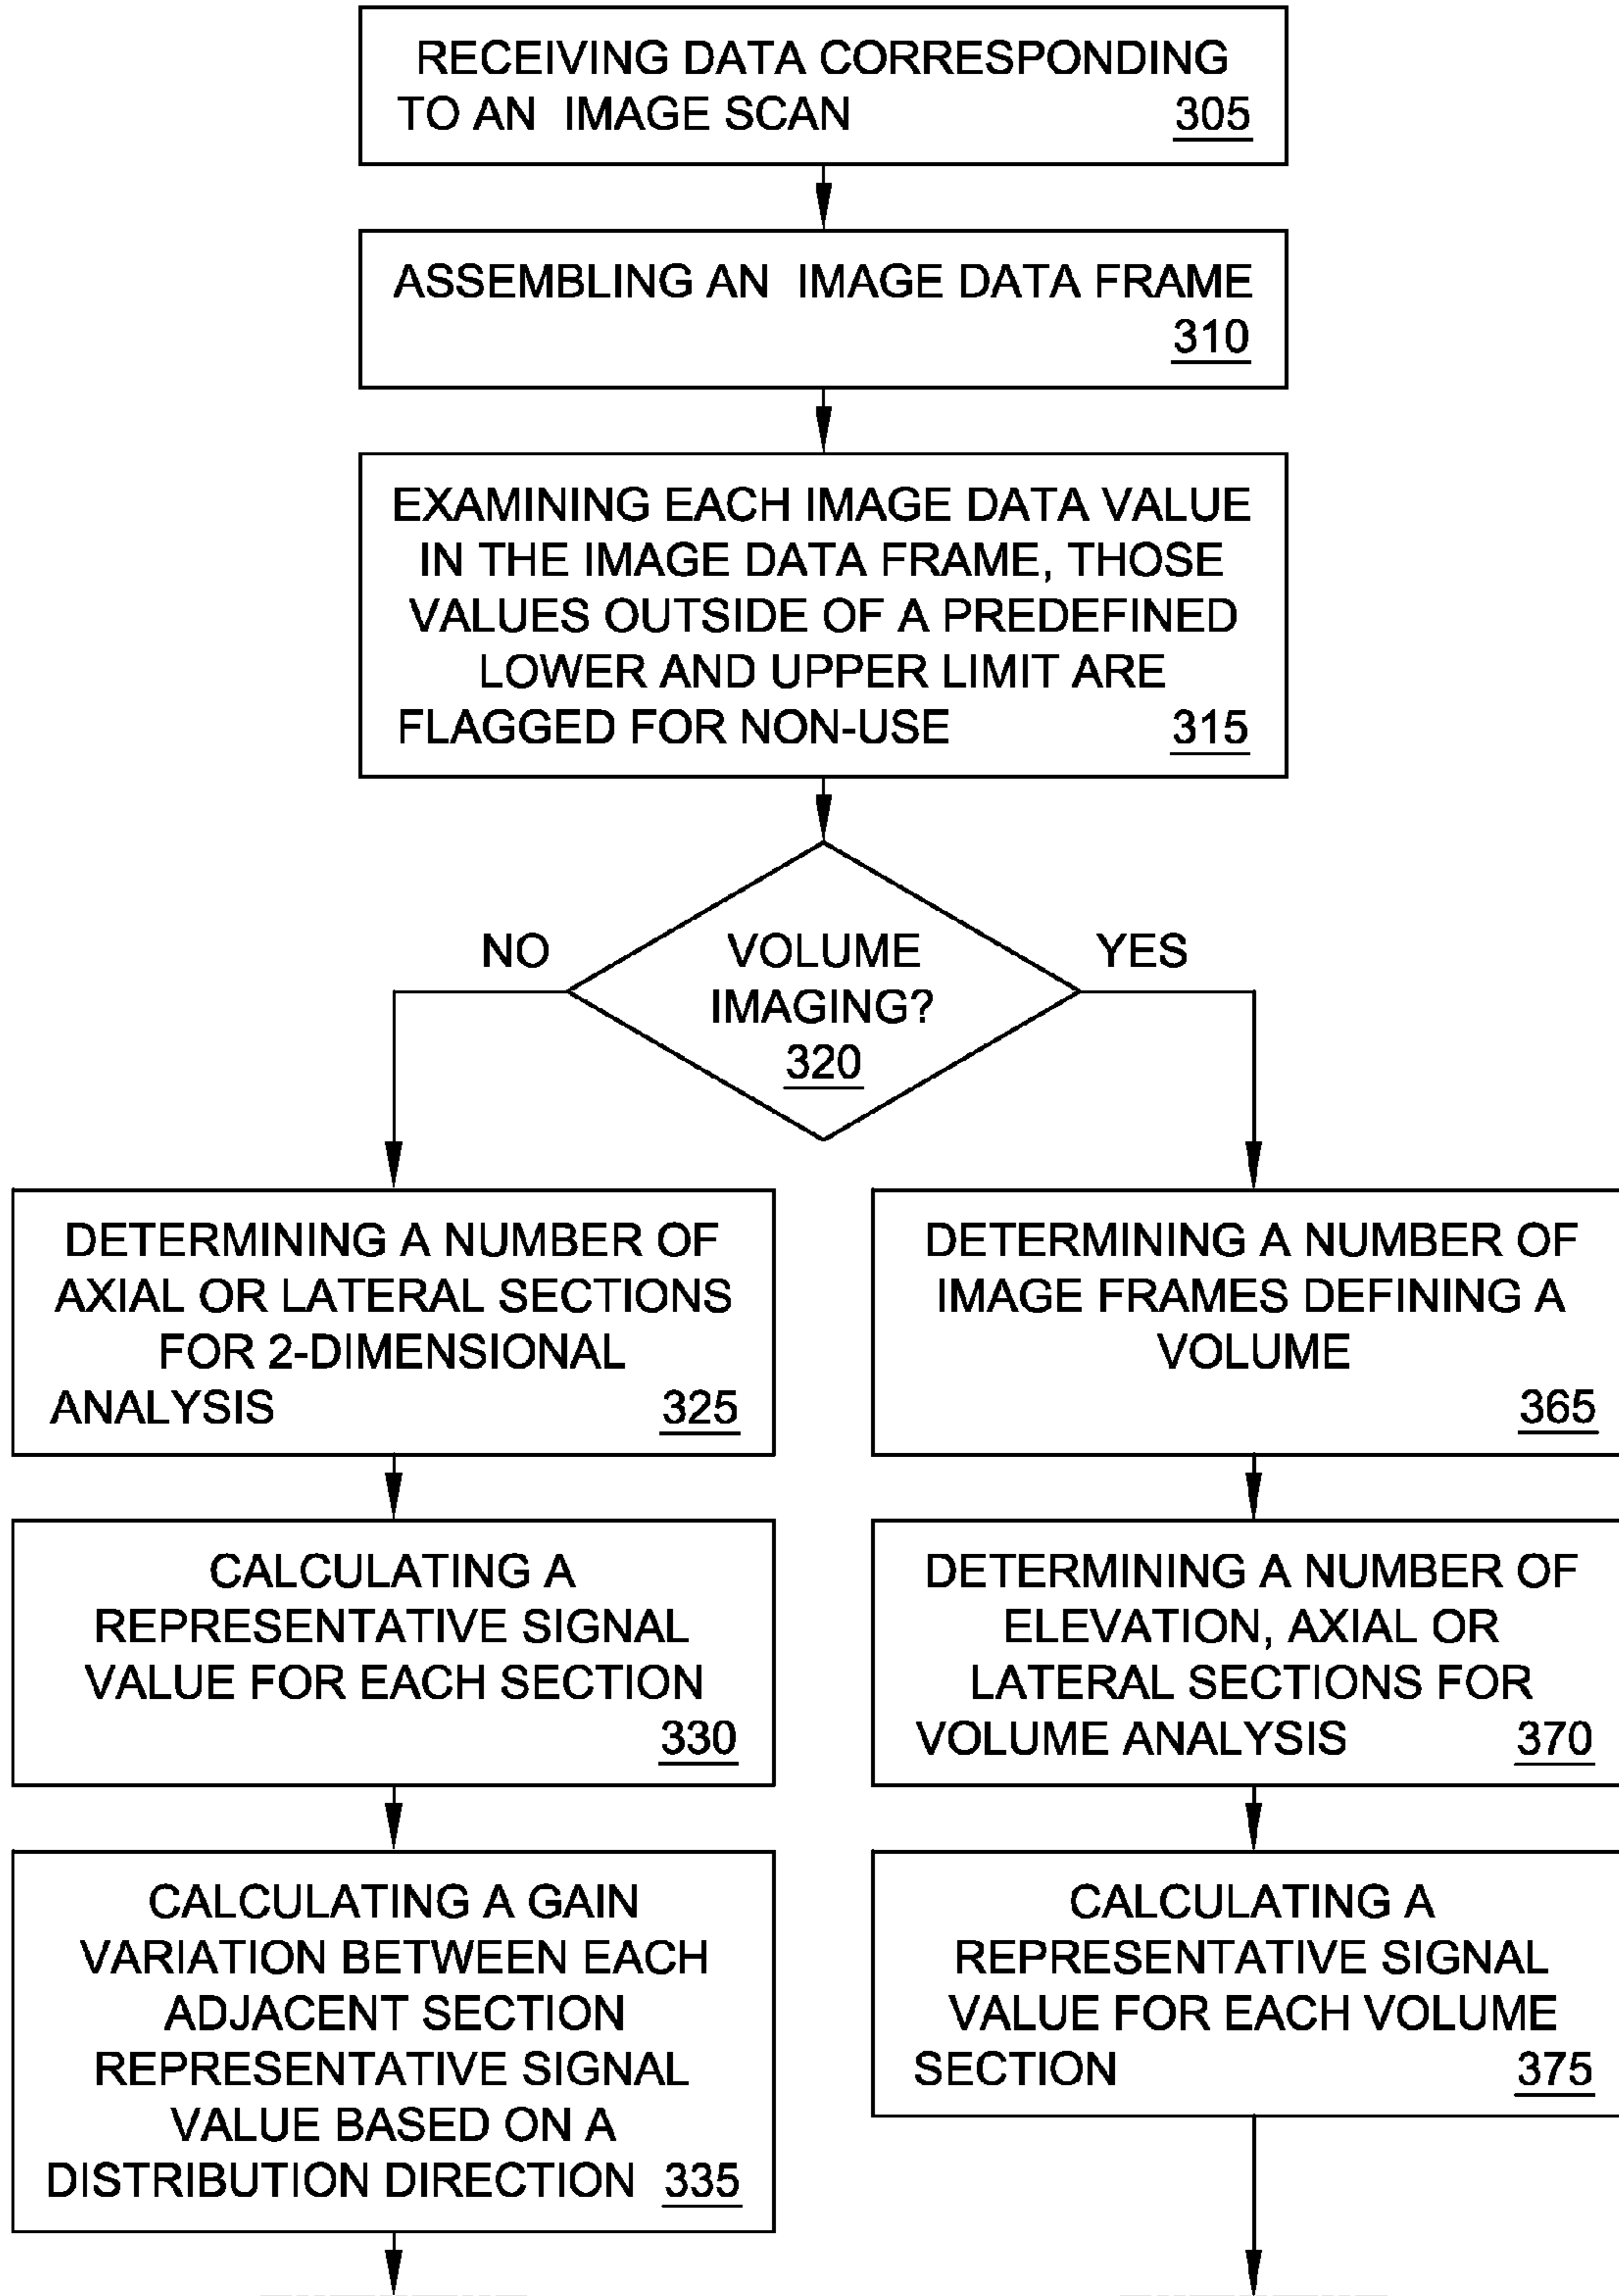 RECEIVING DATA CORRESPONDING
TO AN IMAGE SCAN 305
ASSEMBLING AN IMAGE DATA FRAME
310
EXAMINING EACH IMAGE DATA VALUE
IN THE IMAGE DATA FRAME, THOSE
VALUES OUTSIDE OF A PREDEFINED
LOWER AND UPPER LIMIT ARE
FLAGGED FOR NON-USE 315
NO
VOLUME
IMAGING?
320
YES
DETERMINING A NUMBER OF
AXIAL OR LATERAL SECTIONS
FOR 2-DIMENSIONAL
ANALYSIS 325
CALCULATING A
REPRESENTATIVE SIGNAL
VALUE FOR EACH SECTION
330
CALCULATING A GAIN
VARIATION BETWEEN EACH
ADJACENT SECTION
REPRESENTATIVE SIGNAL
VALUE BASED ON A
DISTRIBUTION DIRECTION 335
DETERMINING A NUMBER OF
IMAGE FRAMES DEFINING A
VOLUME
365
DETERMINING A NUMBER OF
ELEVATION, AXIAL OR
LATERAL SECTIONS FOR
VOLUME ANALYSIS 370
CALCULATING A
REPRESENTATIVE SIGNAL
VALUE FOR EACH VOLUME
SECTION 375